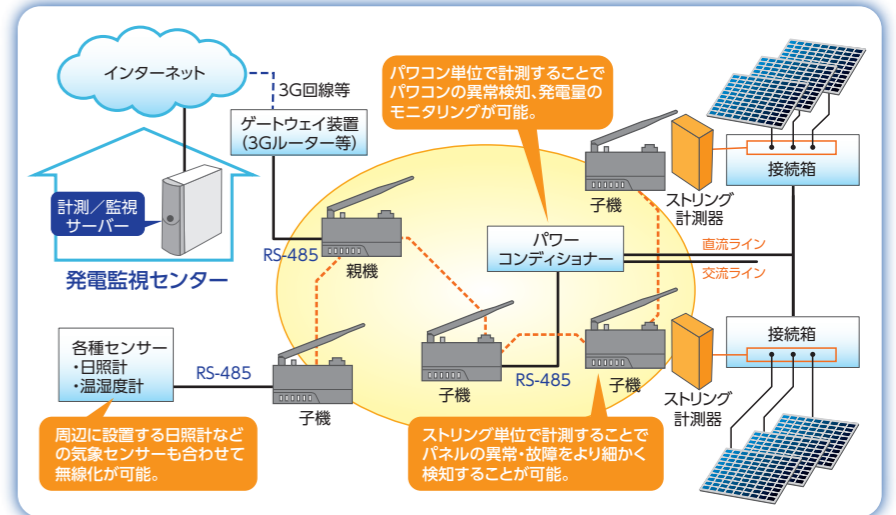 インターネット
3G回線等
ゲートウェイ装置
(3Gルーター等)
計測／監視
サーバー
発電監視センター
RS-485
親機
パワコン単位で計測することで
パワコンの異常検知、発電量の
モニタリングが可能。
子機
ストリング
計測器
接続箱
パワー
コンディショナー
直流ライン
交流ライン
各種センサー
・日照計
・温湿度計
RS-485
子機
子機
RS-485
子機
ストリング
計測器
接続箱
周辺に設置する日照計など
の気象センサーも合わせて
無線化が可能。
ストリング単位で計測することで
パネルの異常・故障をより細かく
検知することが可能。